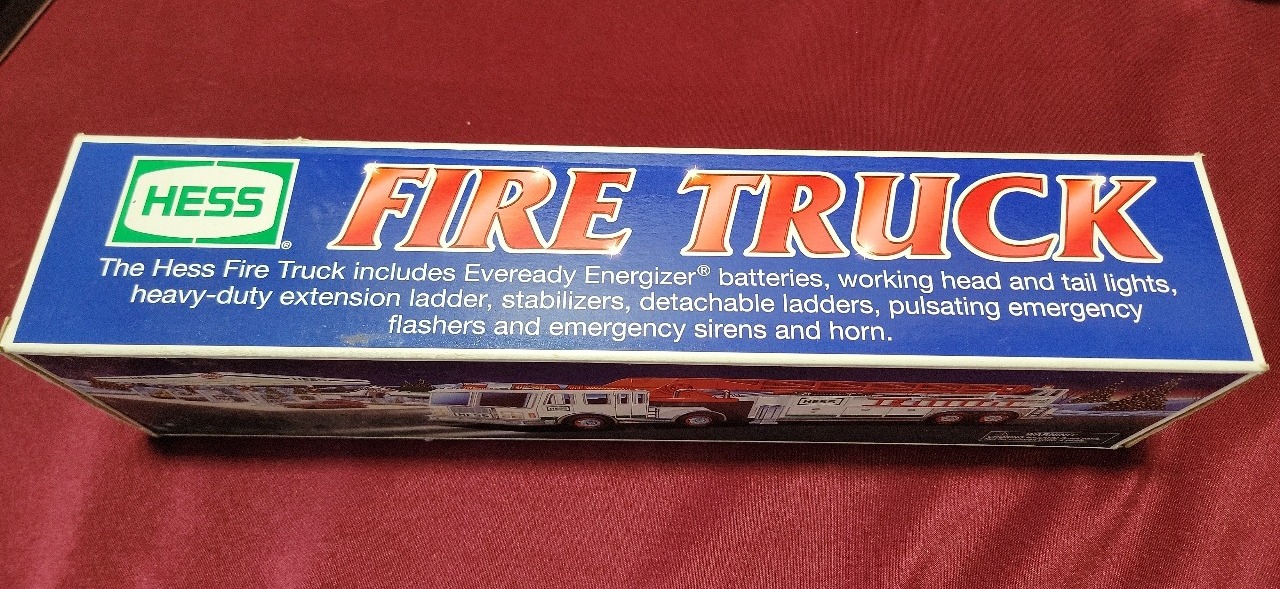 HESS
®
FIRE TRUCK
The Hess Fire Truck includes Eveready Energizer® batteries, working head and tail lights,
heavy-duty extension ladder, stabilizers, detachable ladders, pulsating emergency
flashers and emergency sirens and horn.
HESS
WARNING: